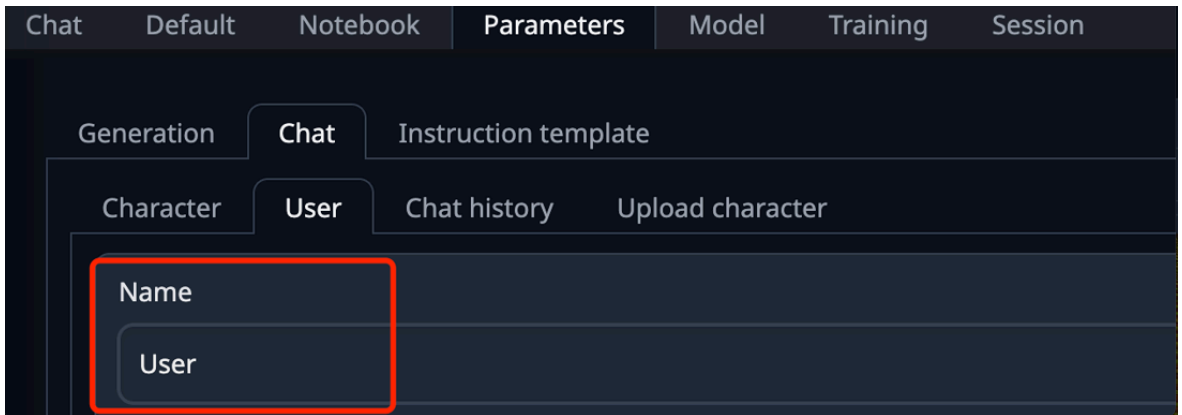 Chat Default Notebook Parameters Model Training Session
Generation Chat Instruction template
Character User Chat history Upload character
Name
User